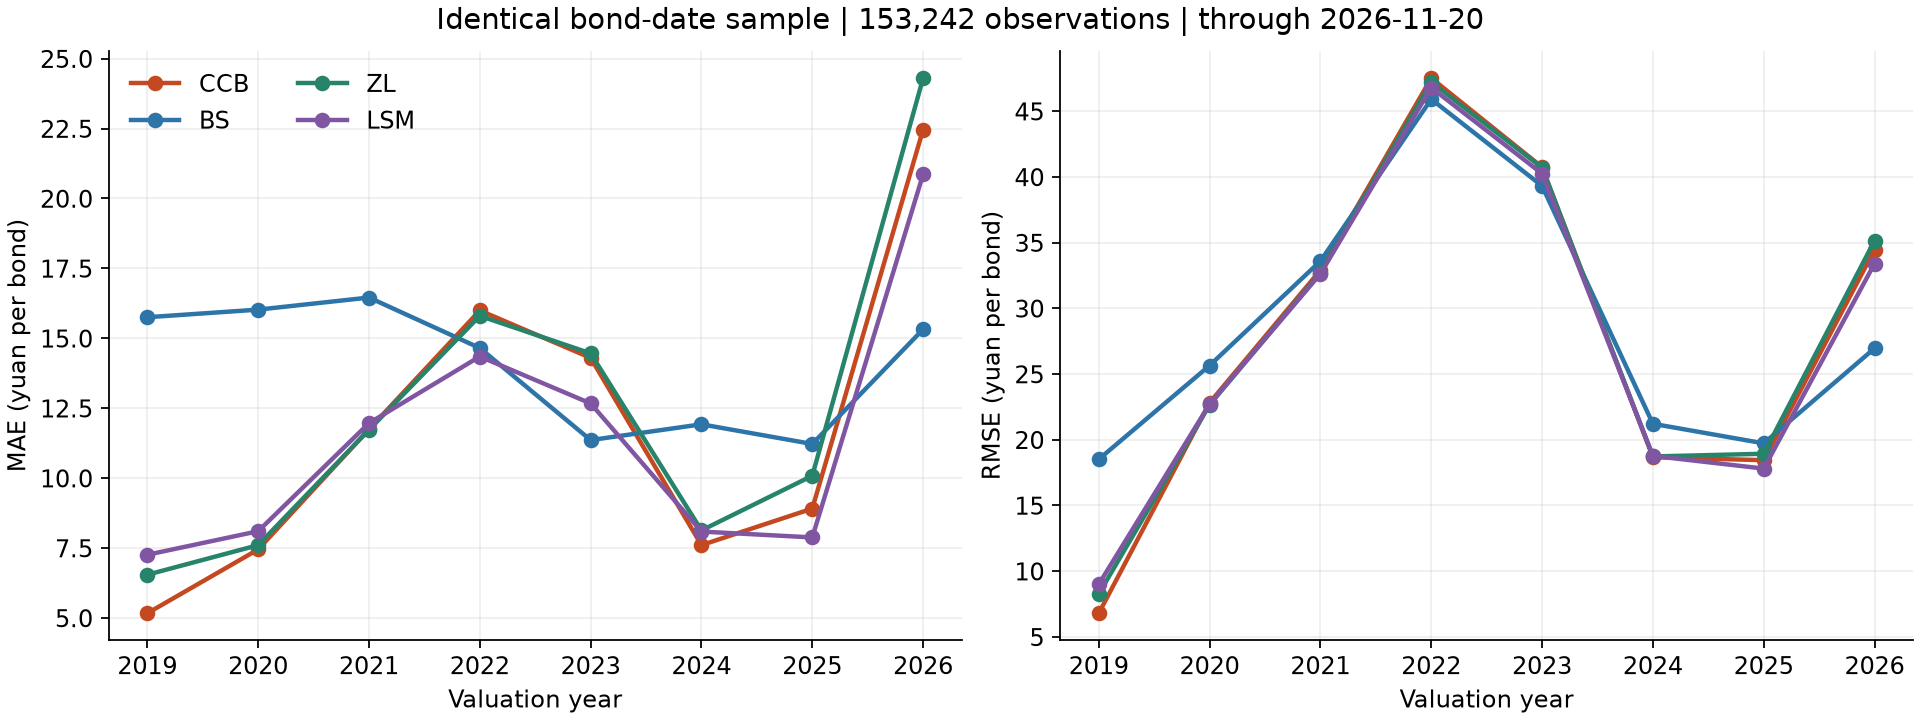 Identical bond-date sample | 153,242 observations | through 2026-11-20
25.0
22.5
20.0
17.5
15.0
12.5
10.0
7.5
5.0
MAE (yuan per bond)
CCB
BS
ZL
LSM
2019 2020 2021 2022 2023 2024 2025 2026
Valuation year
45
40
35
30
25
20
15
10
5
RMSE (yuan per bond)
2019 2020 2021 2022 2023 2024 2025 2026
Valuation year